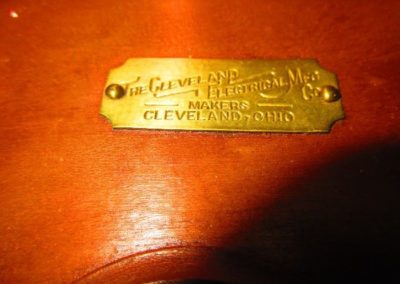 THE CLEVELAND ELECTRICAL MFG CO
MAKERS
CLEVELAND, OHIO